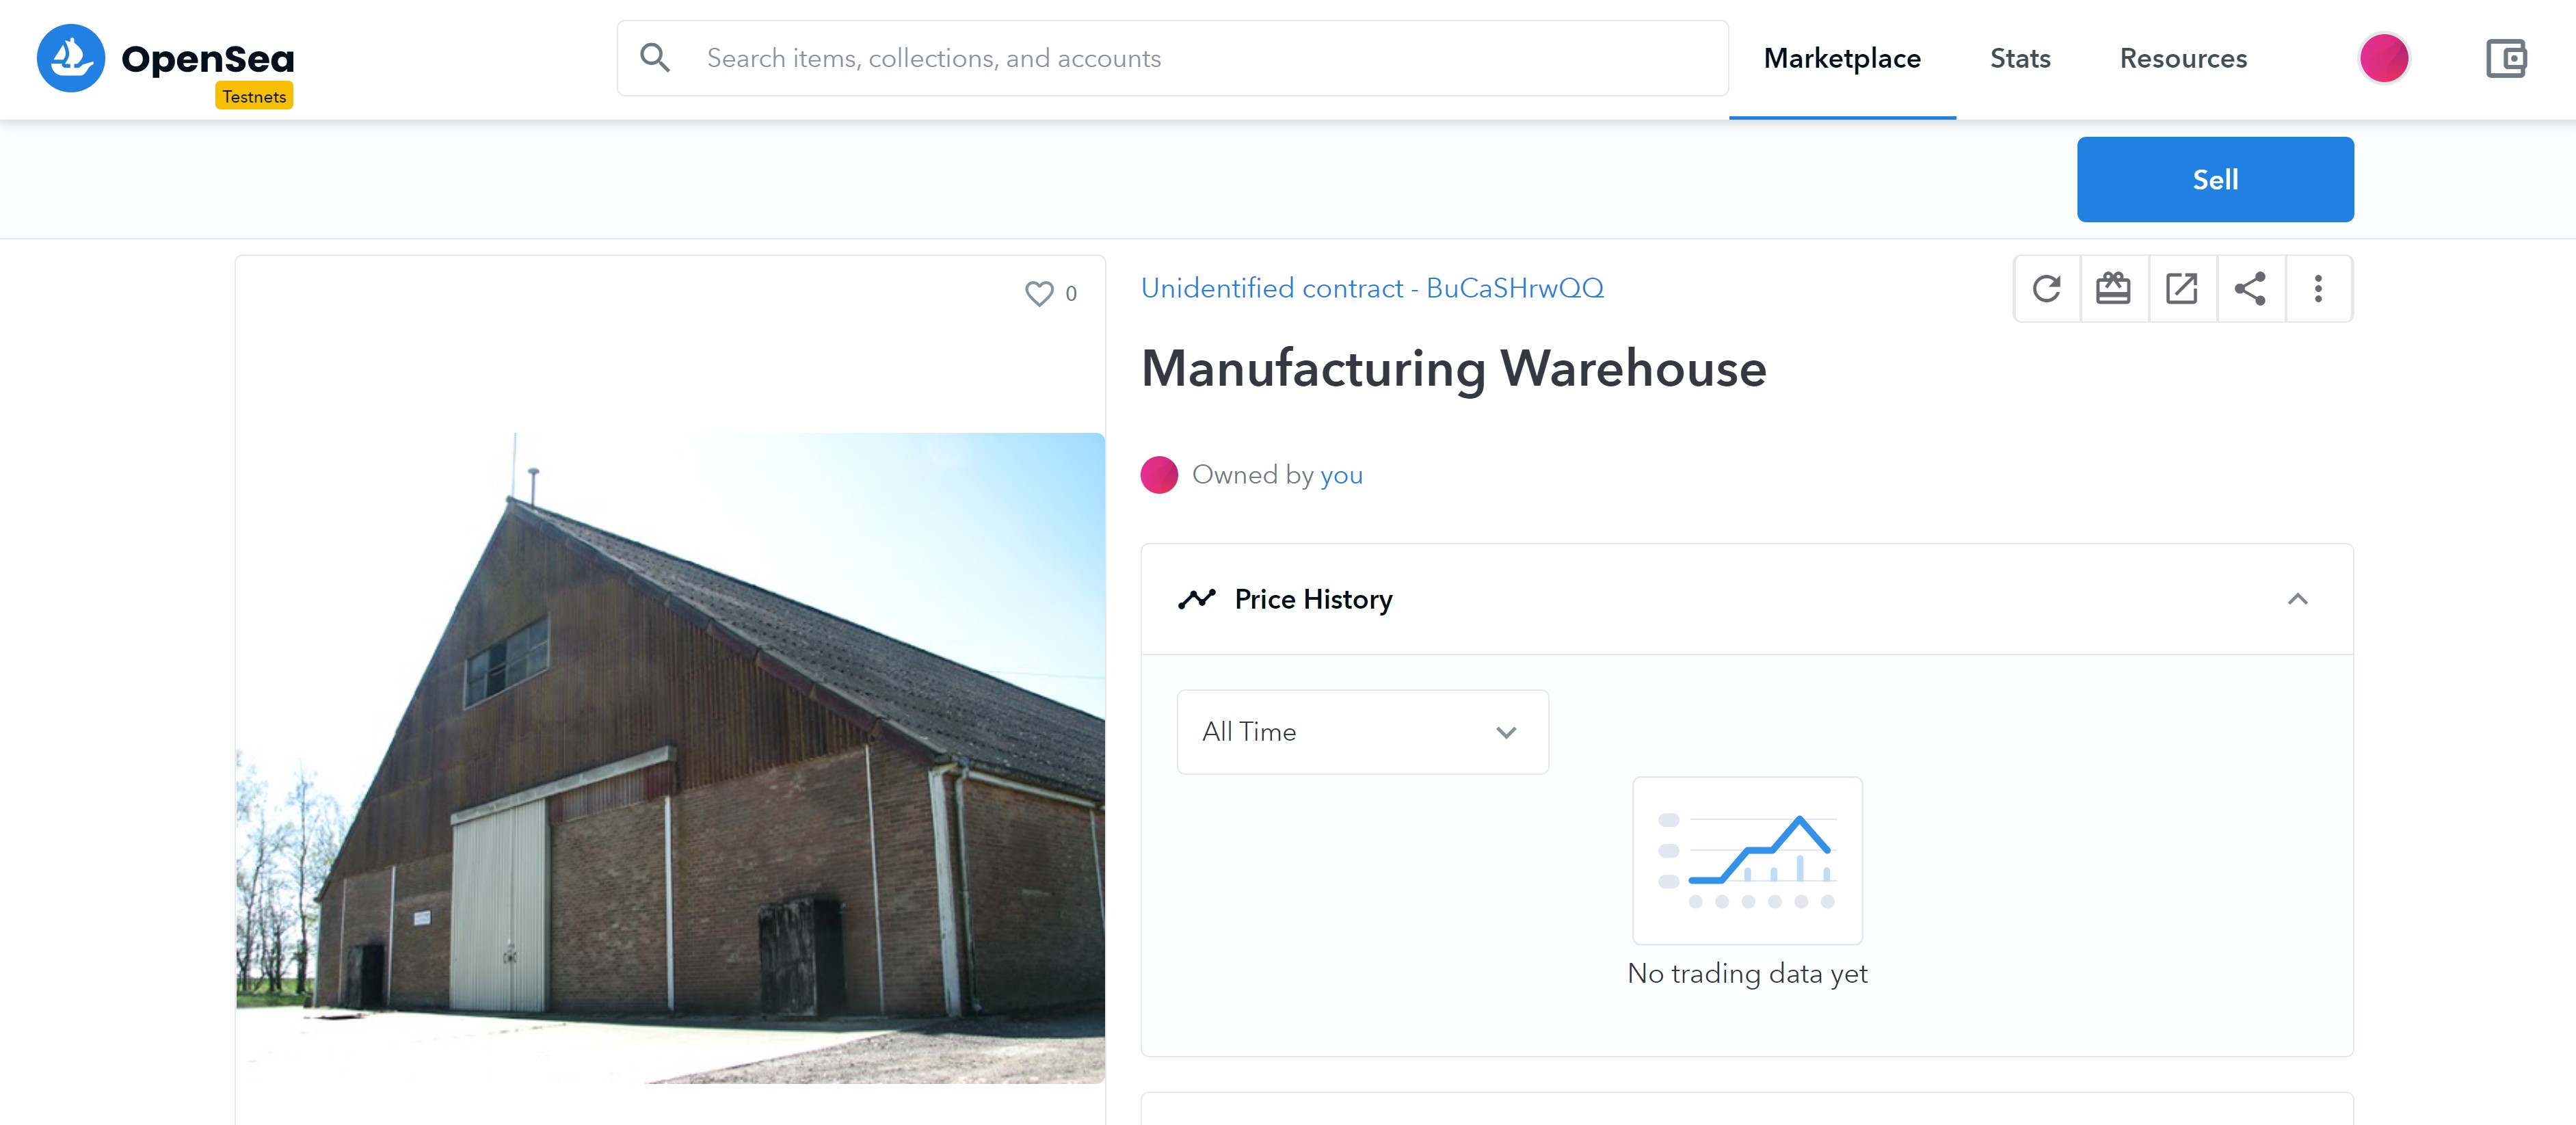 OpenSea
Testnets
Search items, collections, and accounts
Marketplace
Stats
Resources
Sell
0
Unidentified contract - BuCaSHrwQQ
Manufacturing Warehouse
Owned by you
Price History
All Time
No trading data yet